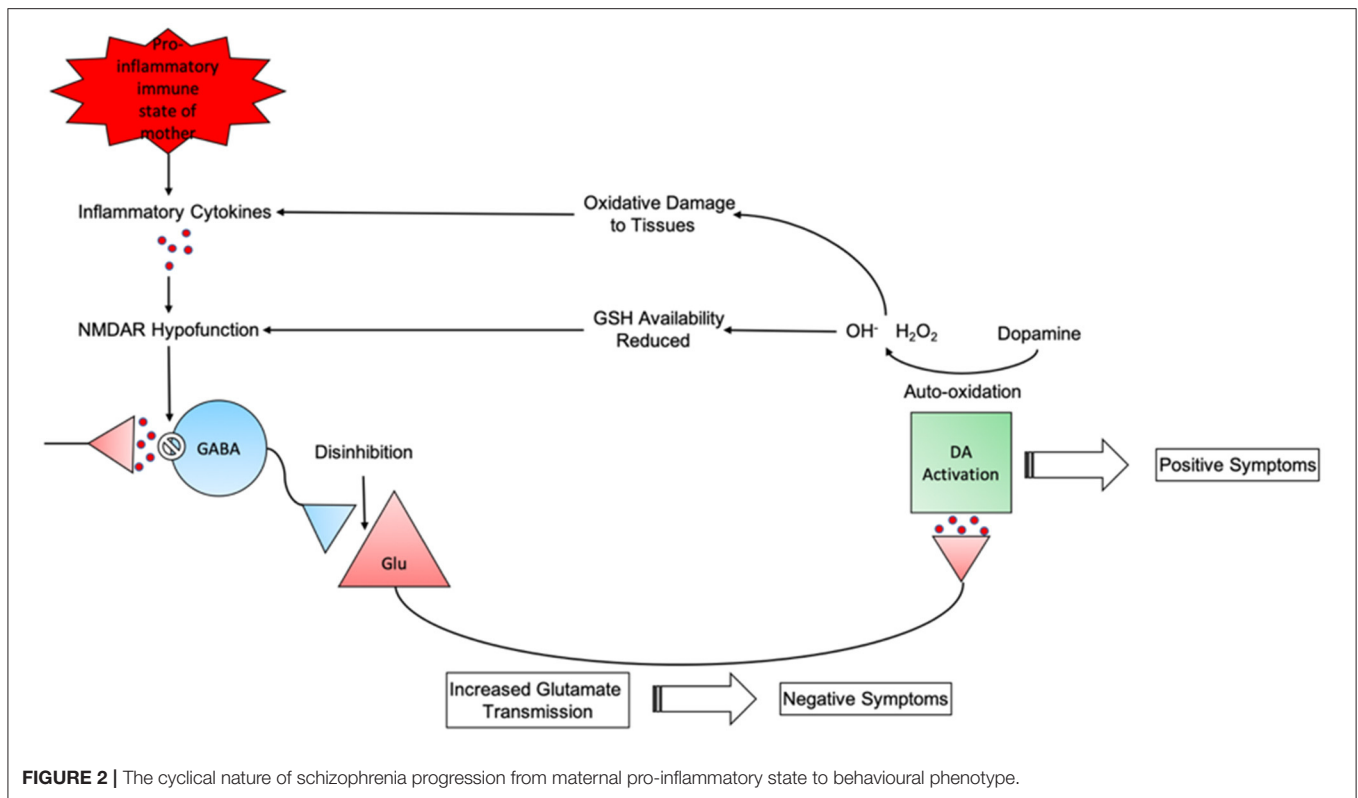 Pro-
inflammatory
immune
state of
mother
Inflammatory Cytokines
Oxidative Damage
to Tissues
NMDAR Hypofunction
GSH Availability
Reduced
OH⁻ H₂O₂
Dopamine
Auto-oxidation
GABA
Disinhibition
Glu
DA
Activation
Positive Symptoms
Increased Glutamate
Transmission
Negative Symptoms
FIGURE 2 | The cyclical nature of schizophrenia progression from maternal pro-inflammatory state to behavioural phenotype.